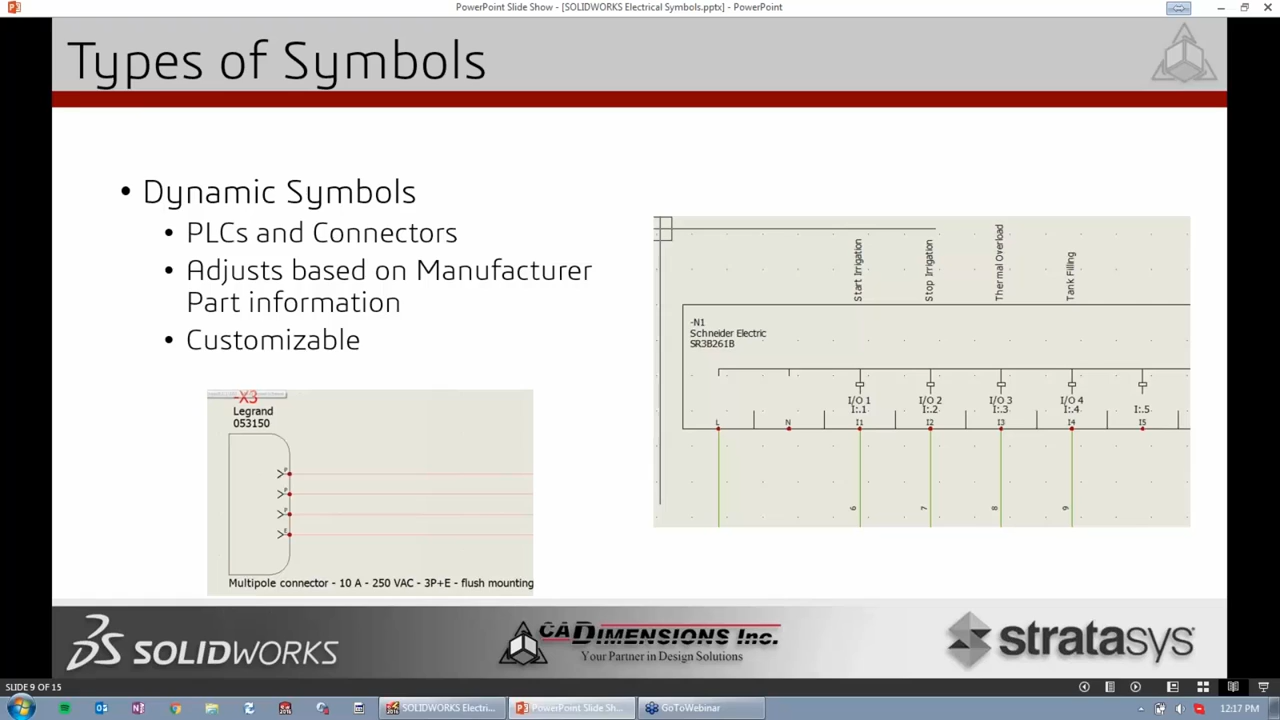 PowerPoint Slide Show - [SOLIDWORKS Electrical Symbols.pptx] - PowerPoint
Types of Symbols
• Dynamic Symbols
• PLCs and Connectors
• Adjusts based on Manufacturer
Part information
• Customizable
-X3
Legrand
053150
P
P
P
E
Multipole connector - 10 A - 250 VAC - 3P+E - flush mounting
Start Irrigation
Stop Irrigation
Thermal Overload
Tank Filling
-N1
Schneider Electric
SR3B261B
I/O 1 I/O 2 I/O 3 I/O 4
I:.1 I:.2 I:.3 I:.4 I:.5
L N I1 I2 I3 I4 I5
6 7 8 9
SOLIDWORKS
CADIMENSIONS Inc.
Your Partner in Design Solutions
stratasys
SLIDE 9 OF 15
SOLIDWORKS Electri...
PowerPoint Slide Sh...
GoToWebinar
12:17 PM